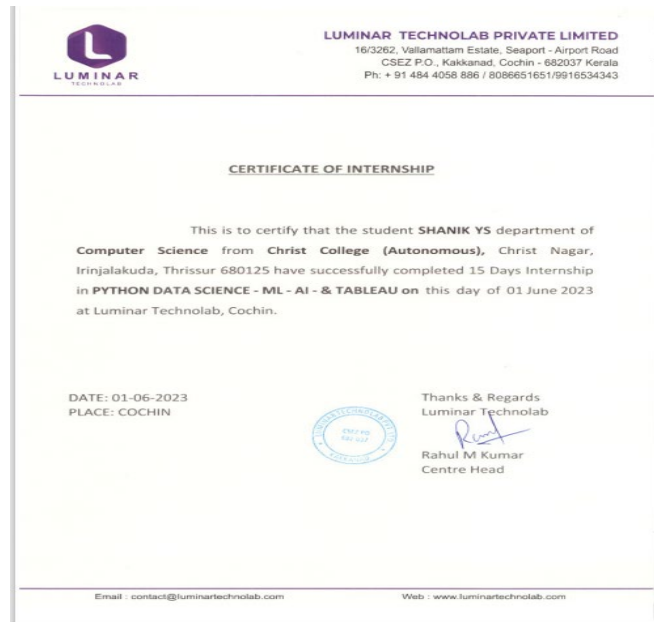 LUMINAR
TECHNOLAB
LUMINAR TECHNOLAB PRIVATE LIMITED
16/3262, Vallamattam Estate, Seaport - Airport Road
CSEZ P.O., Kakkanad, Cochin - 682037 Kerala
Ph: + 91 484 4058 886 / 8086651651/9916534343
CERTIFICATE OF INTERNSHIP
This is to certify that the student SHANIK YS department of
Computer Science from Christ College (Autonomous), Christ Nagar,
Irinjalakuda, Thrissur 680125 have successfully completed 15 Days Internship
in PYTHON DATA SCIENCE - ML - AI - & TABLEAU on this day of 01 June 2023
at Luminar Technolab, Cochin.
DATE: 01-06-2023
PLACE: COCHIN
Thanks & Regards
Luminar Technolab
Rahul M Kumar
Centre Head
Email : contact@luminartechnolab.com
Web : www.luminartechnolab.com